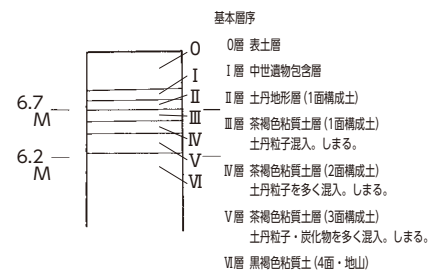 基本層序
0
Ⅰ
Ⅱ
Ⅲ
Ⅳ
Ⅴ
Ⅵ
6.7
M
6.2
M
0層 表土層
Ⅰ層 中世遺物包含層
Ⅱ層 土丹地形層(1面構成土)
Ⅲ層 茶褐色粘質土層(1面構成土)
土丹粒子混入。しまる。
Ⅳ層 茶褐色粘質土層(2面構成土)
土丹粒子を多く混入。しまる。
Ⅴ層 茶褐色粘質土層(3面構成土)
土丹粒子・炭化物を多く混入。しまる。
Ⅵ層 黒褐色粘質土(4面・地山)